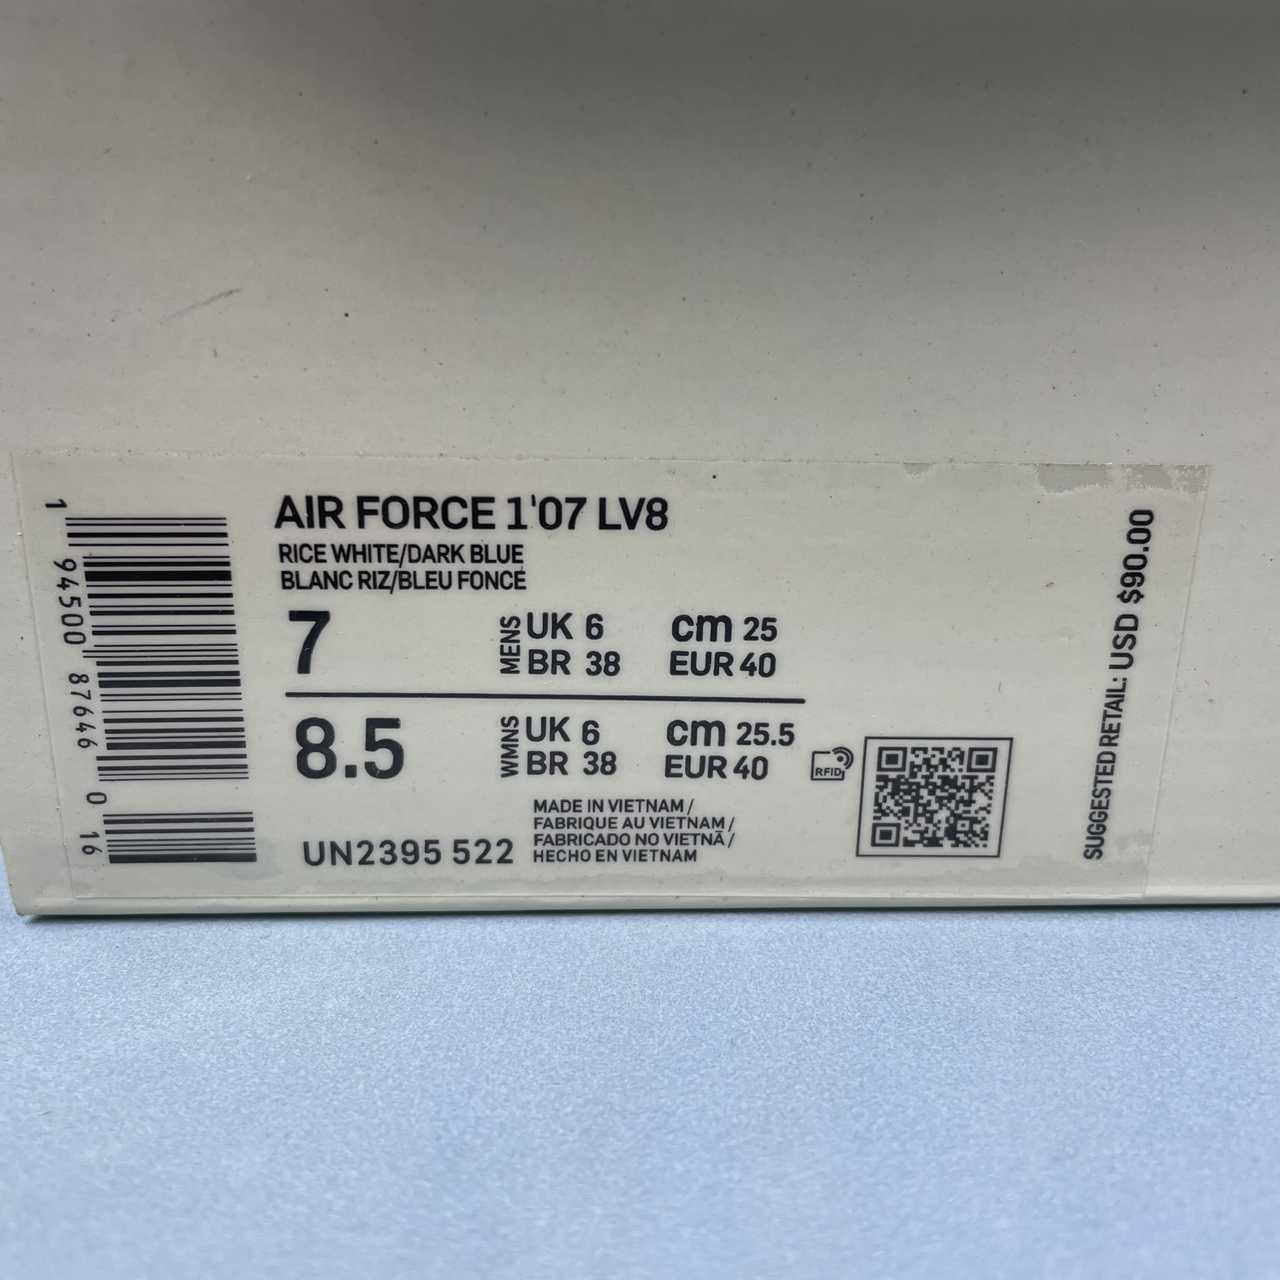 AIR FORCE 1'07 LV8
RICE WHITE/DARK BLUE
BLANC RIZ/BLEU FONCÉ
7 MENS UK 6 cm 25
BR 38 EUR 40
8.5 WMNS UK 6 cm 25.5
BR 38 EUR 40
RFID
MADE IN VIETNAM /
FABRIQUE AU VIETNAM /
FABRICADO NO VIETNÃ /
HECHO EN VIETNAM
UN2395 522
1 94500 87646 0 16
SUGGESTED RETAIL: USD $90.00